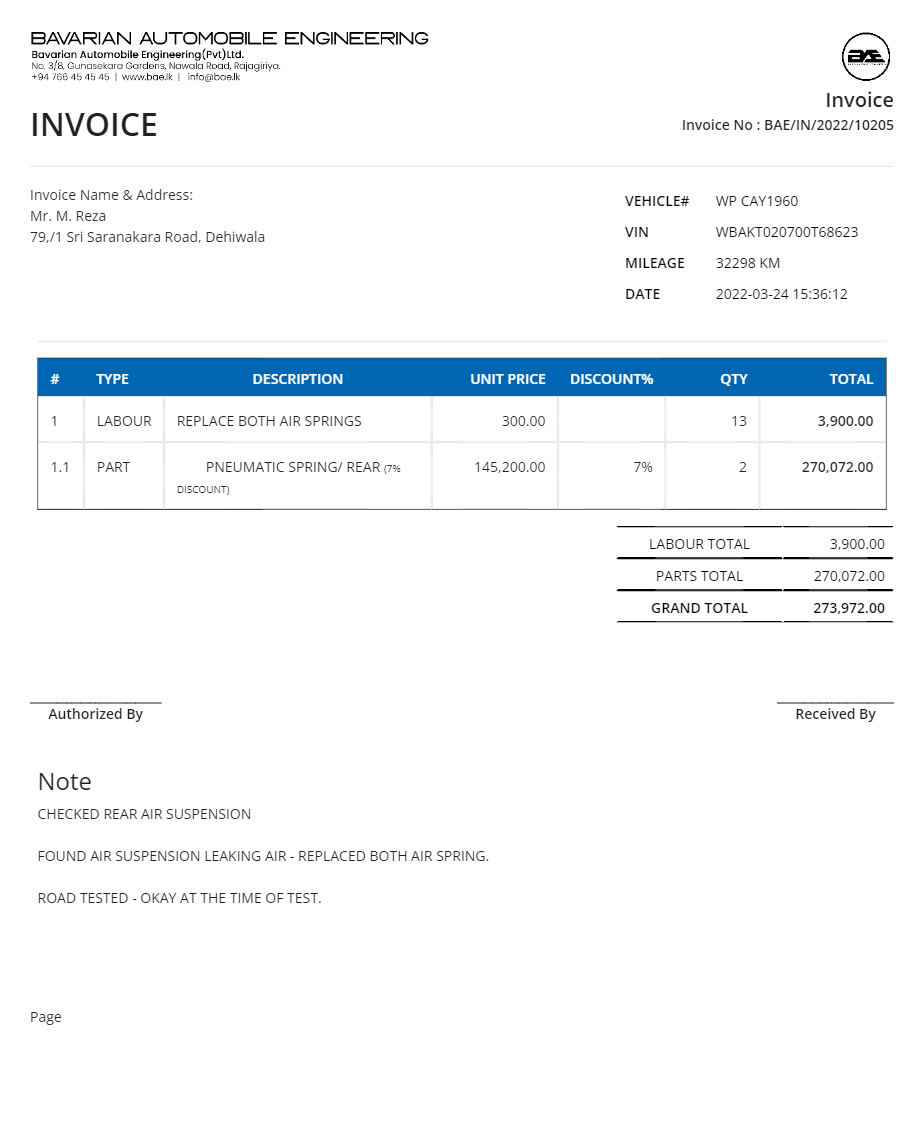 BAVARIAN AUTOMOBILE ENGINEERING
Bavarian Automobile Engineering(Pvt)Ltd.
No. 3/8, Gunasekara Gardens, Nawala Road, Rajagiriya.
+94 766 45 45 45 | www.bae.lk | info@bae.lk
BAE
Invoice
INVOICE
Invoice No : BAE/IN/2022/10205
Invoice Name & Address:
Mr. M. Reza
79,/1 Sri Saranakara Road, Dehiwala
VEHICLE# WP CAY1960
VIN WBAKT020700T68623
MILEAGE 32298 KM
DATE 2022-03-24 15:36:12
# TYPE DESCRIPTION UNIT PRICE DISCOUNT% QTY TOTAL
1 LABOUR REPLACE BOTH AIR SPRINGS 300.00 13 3,900.00
1.1 PART PNEUMATIC SPRING/ REAR (7% 145,200.00 7% 2 270,072.00
DISCOUNT)
LABOUR TOTAL 3,900.00
PARTS TOTAL 270,072.00
GRAND TOTAL 273,972.00
Authorized By Received By
Note
CHECKED REAR AIR SUSPENSION
FOUND AIR SUSPENSION LEAKING AIR - REPLACED BOTH AIR SPRING.
ROAD TESTED - OKAY AT THE TIME OF TEST.
Page